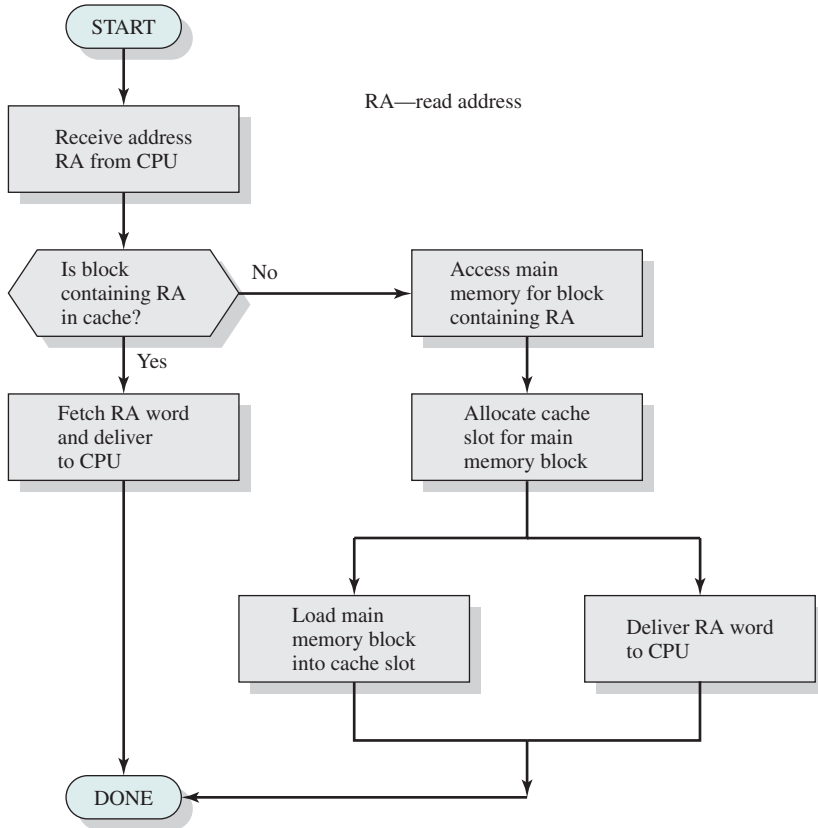 START
RA—read address
Receive address
RA from CPU
Is block
containing RA
in cache?
No
Access main
memory for block
containing RA
Yes
Fetch RA word
and deliver
to CPU
Allocate cache
slot for main
memory block
Load main
memory block
into cache slot
Deliver RA word
to CPU
DONE